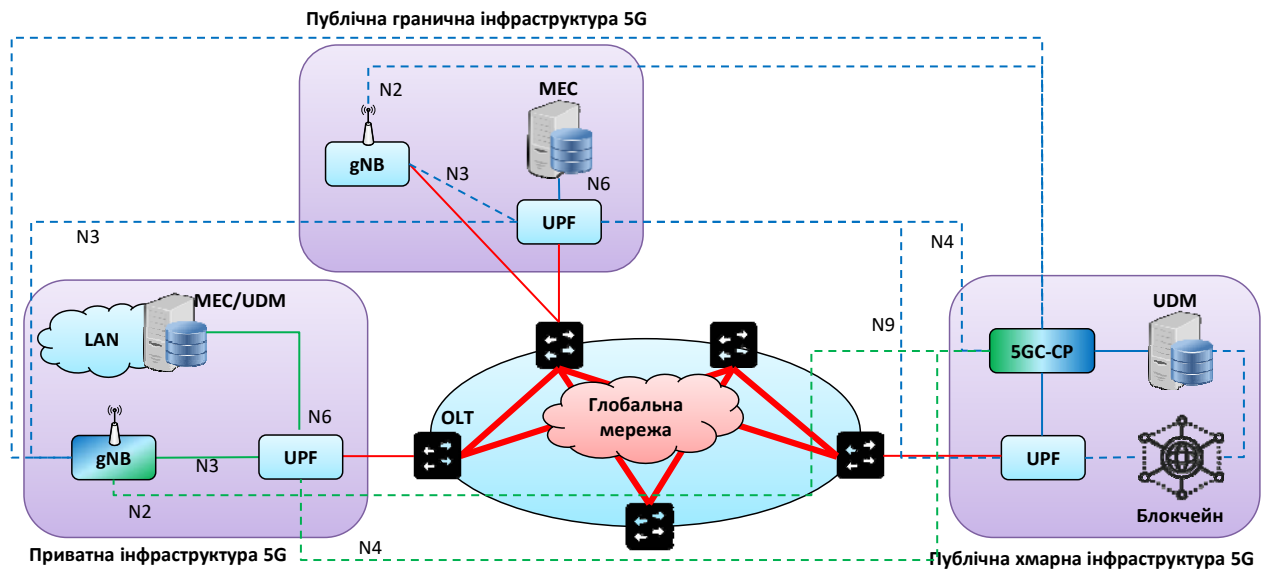 Публічна гранична інфраструктура 5G
N2
MEC
gNB
N3
N6
UPF
N3
N4
MEC/UDM
LAN
N6
gNB
N3
UPF
N2
N4
Приватна інфраструктура 5G
OLT
Глобальна
мережа
N9
UDM
5GC-CP
UPF
Блокчейн
Публічна хмарна інфраструктура 5G